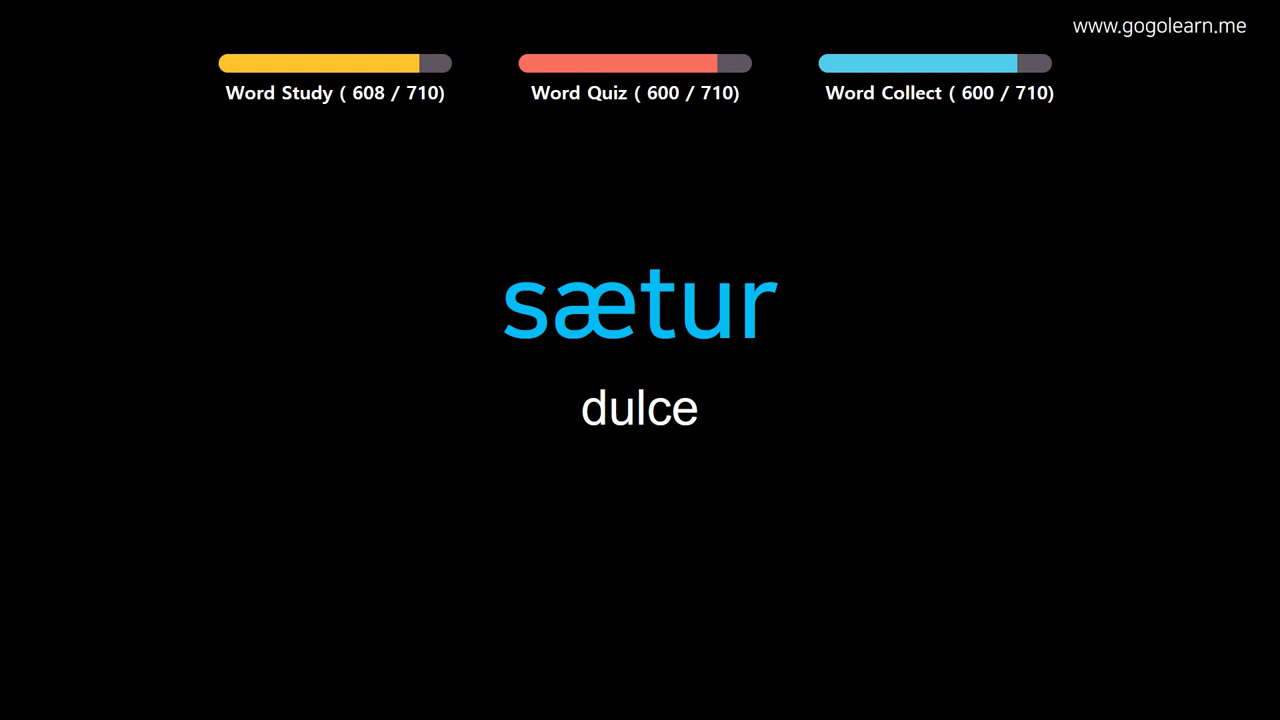 www.gogolearn.me
Word Study ( 608 / 710)
Word Quiz ( 600 / 710)
Word Collect ( 600 / 710)
sætur
dulce